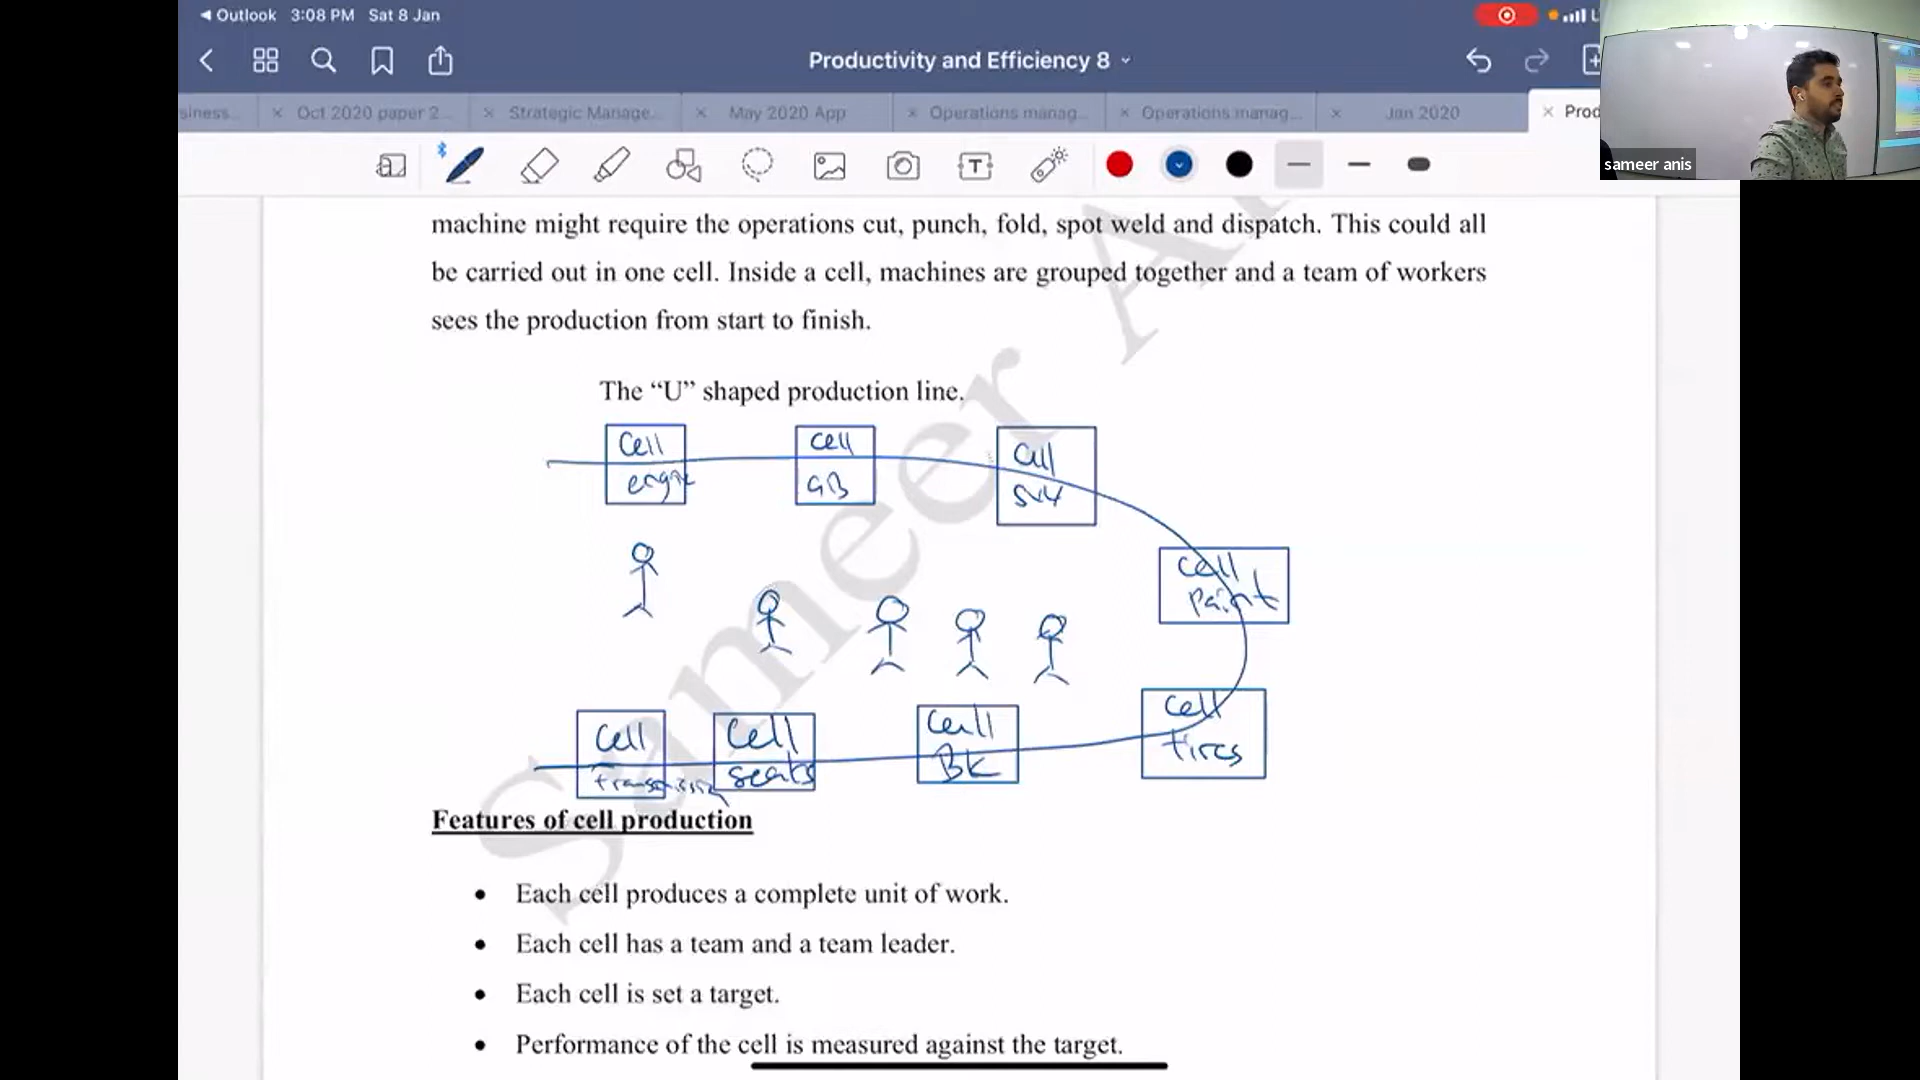 Outlook 3:08 PM Sat 8 Jan
Productivity and Efficiency 8
siness... Oct 2020 paper 2... Strategic Manage... May 2020 App Operations manag... Operations manag... Jan 2020 Proc
sameer anis
machine might require the operations cut, punch, fold, spot weld and dispatch. This could all
be carried out in one cell. Inside a cell, machines are grouped together and a team of workers
sees the production from start to finish.
The “U” shaped production line.
Cell
cell
Cell
GB
Cell
paint
Cell
tires
Cell
BK
Cell
seats
Cell
Features of cell production
• Each cell produces a complete unit of work.
• Each cell has a team and a team leader.
• Each cell is set a target.
• Performance of the cell is measured against the target.
Sameer